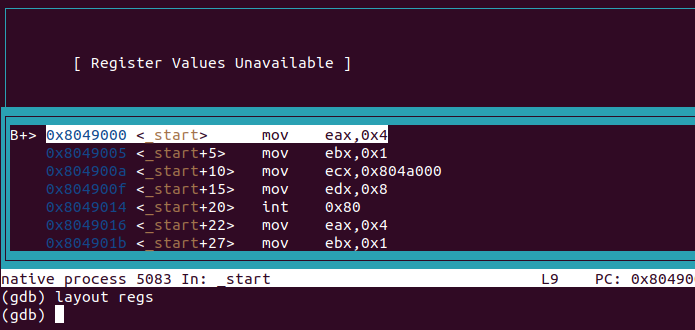 [ Register Values Unavailable ]
B+> 0x8049000 <_start> mov eax,0x4
0x8049005 <_start+5> mov ebx,0x1
0x804900a <_start+10> mov ecx,0x804a000
0x804900f <_start+15> mov edx,0x8
0x8049014 <_start+20> int 0x80
0x8049016 <_start+22> mov eax,0x4
0x804901b <_start+27> mov ebx,0x1
native process 5083 In: _start L9 PC: 0x80490
(gdb) layout regs
(gdb)